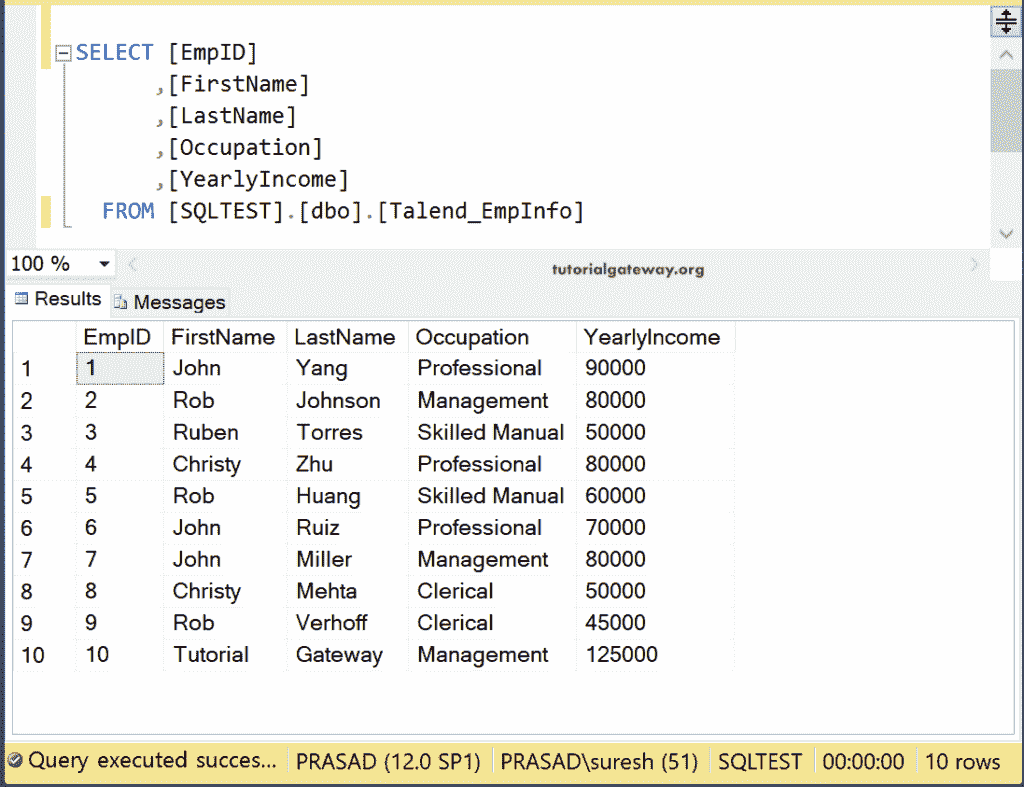 SELECT [EmpID]
,[FirstName]
,[LastName]
,[Occupation]
,[YearlyIncome]
FROM [SQLTEST].[dbo].[Talend_EmpInfo]
100 %
tutorialgateway.org
Results Messages
EmpID FirstName LastName Occupation YearlyIncome
1 1 John Yang Professional 90000
2 2 Rob Johnson Management 80000
3 3 Ruben Torres Skilled Manual 50000
4 4 Christy Zhu Professional 80000
5 5 Rob Huang Skilled Manual 60000
6 6 John Ruiz Professional 70000
7 7 John Miller Management 80000
8 8 Christy Mehta Clerical 50000
9 9 Rob Verhoff Clerical 45000
10 10 Tutorial Gateway Management 125000
Query executed succes... PRASAD (12.0 SP1) PRASAD\suresh (51) SQLTEST 00:00:00 10 rows